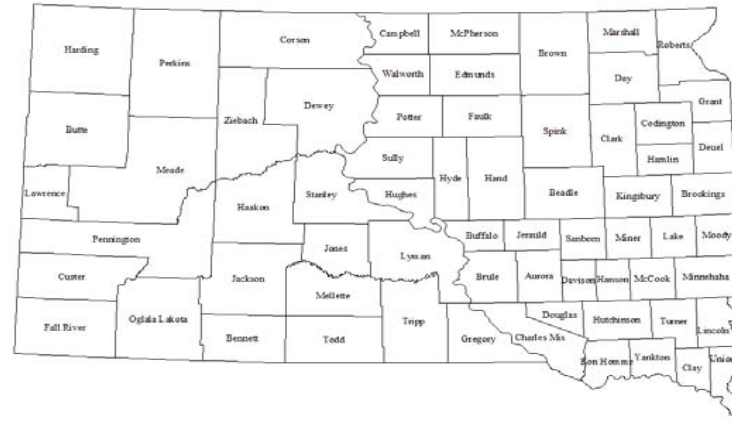 Harding
Perkins
Corson
Campbell
McPherson
Brown
Marshall
Roberts
Walworth
Edmunds
Day
Dewey
Ziebach
Butte
Potter
Faulk
Spink
Clark
Codington
Grant
Deuel
Hamlin
Meade
Sully
Hyde
Hand
Lawrence
Haakon
Stanley
Hughes
Beadle
Kingsbury
Brookings
Pennington
Jones
Lyman
Buffalo
Jerauld
Sanborn
Miner
Lake
Moody
Custer
Jackson
Brule
Aurora
Davison
Hanson
McCook
Minnehaha
Mellette
Fall River
Oglala Lakota
Tripp
Douglas
Hutchinson
Turner
Lincoln
Bennett
Todd
Gregory
Charles Mix
Bon Homme
Yankton
Clay
Union